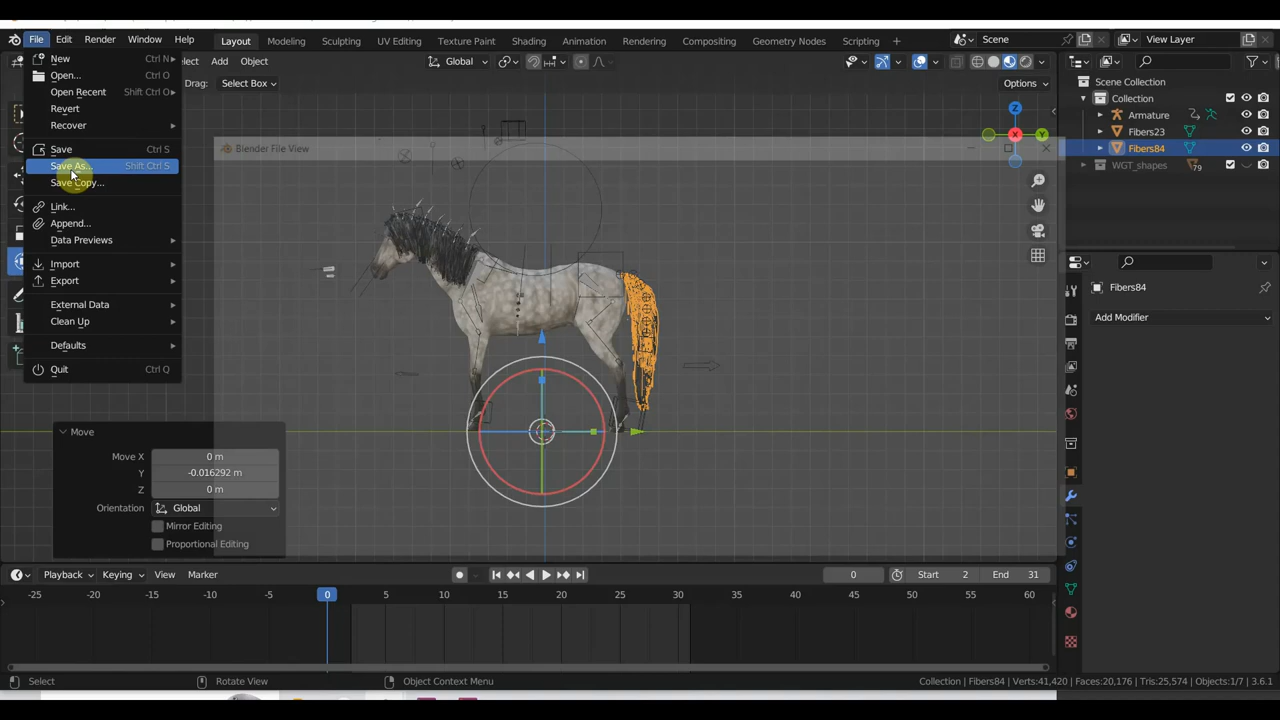 File Edit Render Window Help Layout Modeling Sculpting UV Editing Texture Paint Shading Animation Rendering Compositing Geometry Nodes Scripting + Scene View Layer
Add Object Global Options
Drag: Select Box
New Ctrl N
Open... Ctrl O
Open Recent Shift Ctrl O
Revert
Recover
Save Ctrl S
Save As... Shift Ctrl S
Save Copy...
Link...
Append...
Data Previews
Import
Export
External Data
Clean Up
Defaults
Quit Ctrl Q
Blender File View
Z
X
Y
Scene Collection
Collection
Armature
Fibers23
Fibers84
WGT_shapes 79
Fibers84
Add Modifier
Move
Move X 0 m
Y -0.016292 m
Z 0 m
Orientation Global
Mirror Editing
Proportional Editing
Playback Keying View Marker 0 Start 2 End 31
-25 -20 -15 -10 -5 0 5 10 15 20 25 30 35 40 45 50 55 60
Select Rotate View Object Context Menu Collection | Fibers84 | Verts:41,420 | Faces:20,176 | Tris:25,574 | Objects:1/7 | 3.6.1